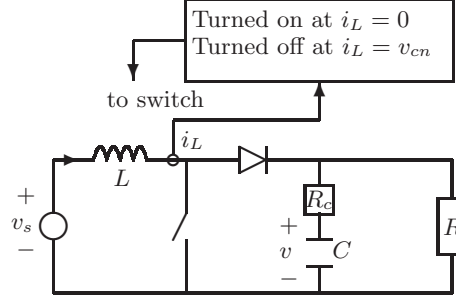 Turned on at i_L = 0
Turned off at i_L = v_{cn}
to switch
i_L
L
+
v_s
−
R_c
+
v
−
C
R